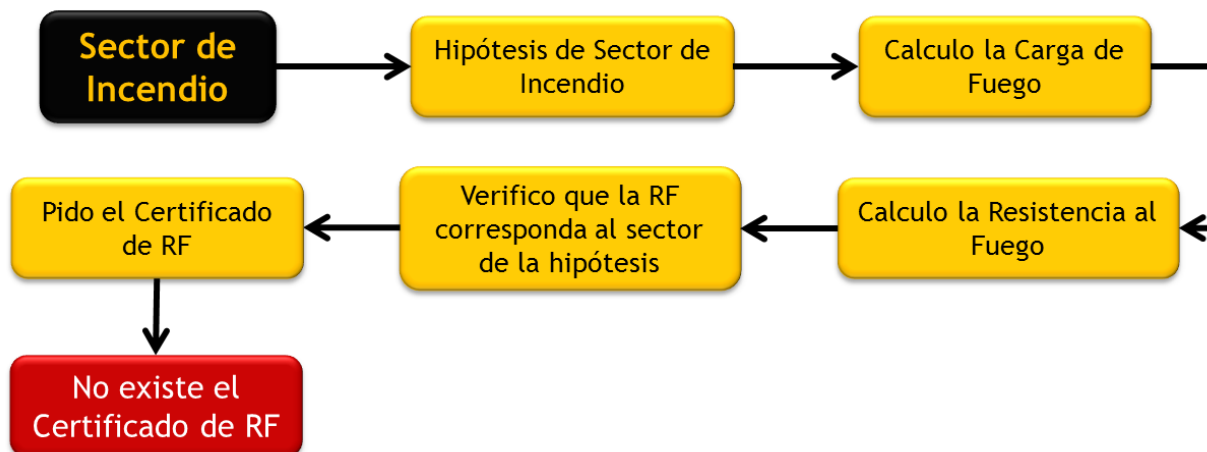 Sector de
Incendio
Hipótesis de Sector de
Incendio
Calculo la Carga de
Fuego
Calculo la Resistencia al
Fuego
Verifico que la RF
corresponda al sector
de la hipótesis
Pido el Certificado
de RF
No existe el
Certificado de RF